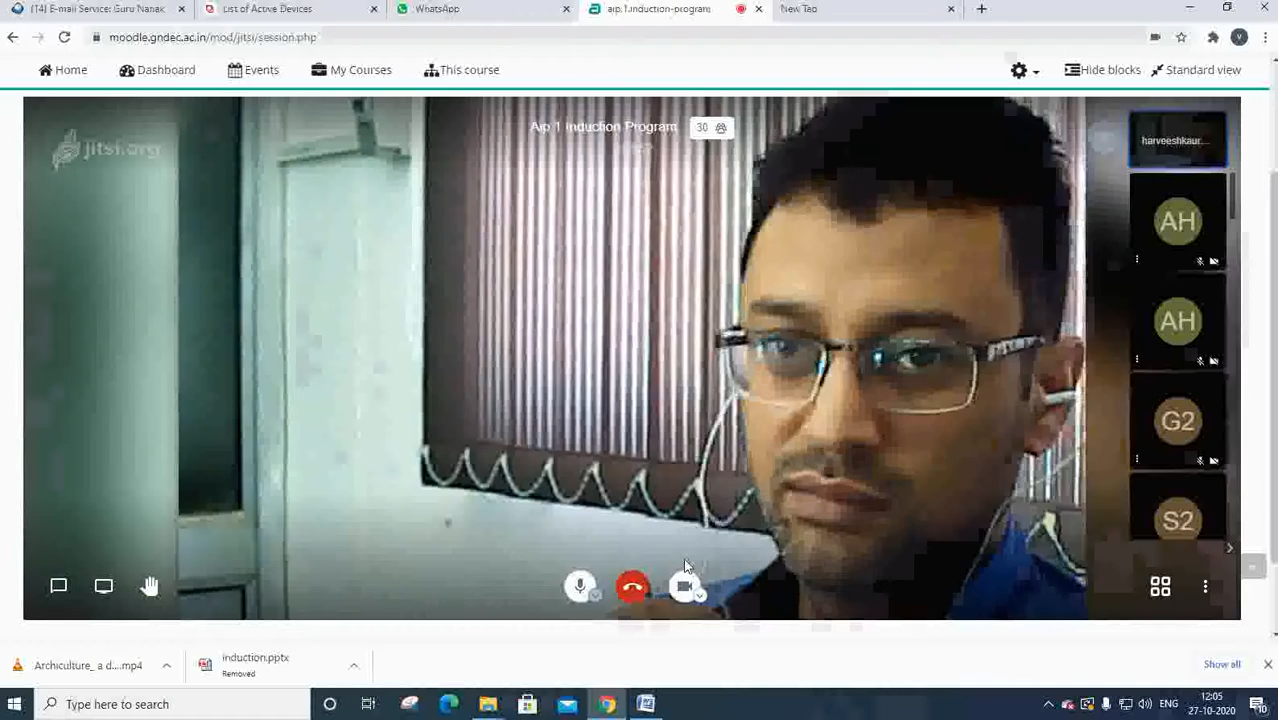 (14) E-mail Service: Guru Nanak
List of Active Devices
WhatsApp
aip.1.induction-program
New Tab
moodle.gndec.ac.in/mod/jitsi/session.php
V
Home
Dashboard
Events
My Courses
This course
Hide blocks
Standard view
jitsi.org
Aip 1 Induction Program
30
harveeshkaur...
AH
AH
G2
S2
Archiculture_ a d....mp4
induction.pptx
Removed
Show all
Type here to search
ENG
12:05
27-10-2020